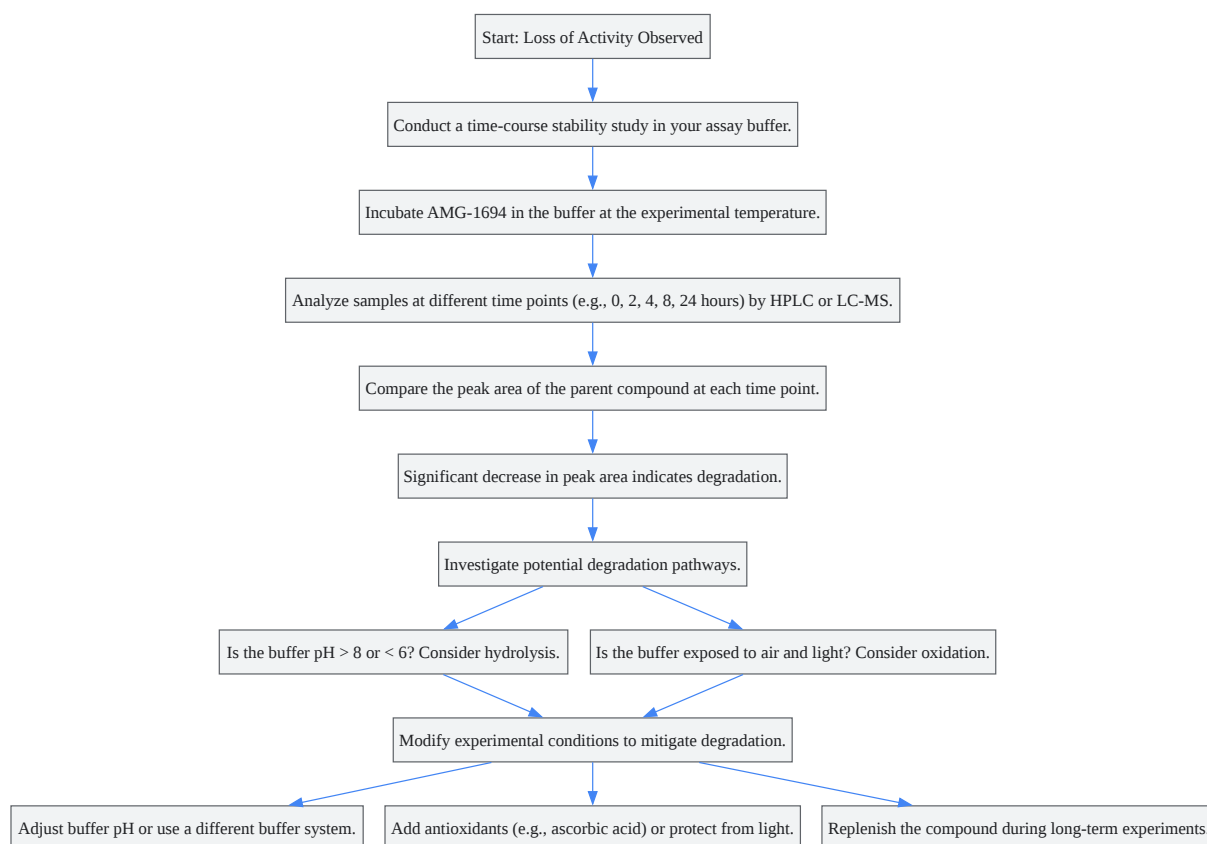 Start: Loss of Activity Observed
Conduct a time-course stability study in your assay buffer.
Incubate AMG-1694 in the buffer at the experimental temperature.
Analyze samples at different time points (e.g., 0, 2, 4, 8, 24 hours) by HPLC or LC-MS.
Compare the peak area of the parent compound at each time point.
Significant decrease in peak area indicates degradation.
Investigate potential degradation pathways.
Is the buffer pH > 8 or < 6? Consider hydrolysis.
Is the buffer exposed to air and light? Consider oxidation.
Modify experimental conditions to mitigate degradation.
Adjust buffer pH or use a different buffer system.
Add antioxidants (e.g., ascorbic acid) or protect from light.
Replenish the compound during long-term experiments.